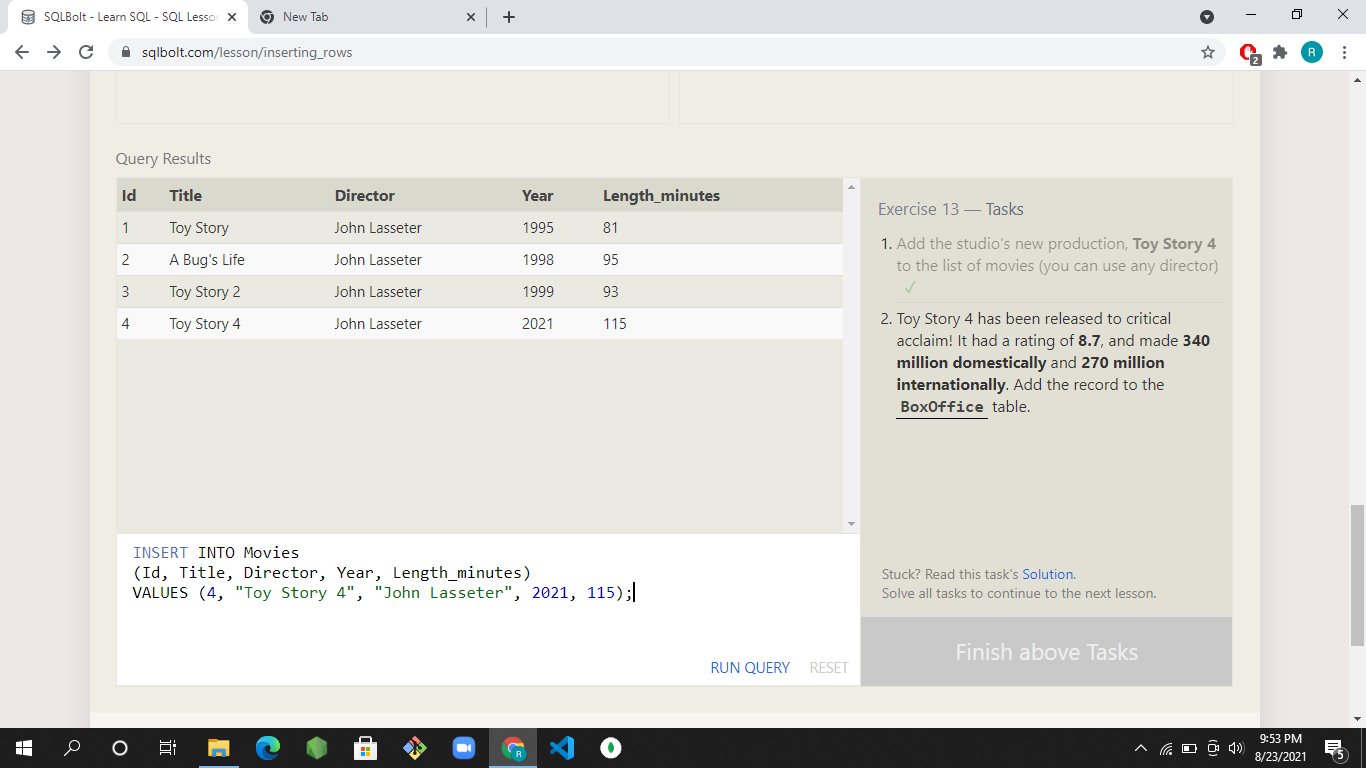 SQLBolt - Learn SQL - SQL Lesson
New Tab
sqlbolt.com/lesson/inserting_rows
R
2
Query Results
Id Title Director Year Length_minutes
1 Toy Story John Lasseter 1995 81
2 A Bug's Life John Lasseter 1998 95
3 Toy Story 2 John Lasseter 1999 93
4 Toy Story 4 John Lasseter 2021 115
INSERT INTO Movies
(Id, Title, Director, Year, Length_minutes)
VALUES (4, "Toy Story 4", "John Lasseter", 2021, 115);
RUN QUERY RESET
Exercise 13 — Tasks
1. Add the studio's new production, Toy Story 4
to the list of movies (you can use any director)
✓
2. Toy Story 4 has been released to critical
acclaim! It had a rating of 8.7, and made 340
million domestically and 270 million
internationally. Add the record to the
BoxOffice table.
Stuck? Read this task's Solution.
Solve all tasks to continue to the next lesson.
Finish above Tasks
R
9:53 PM
8/23/2021
5